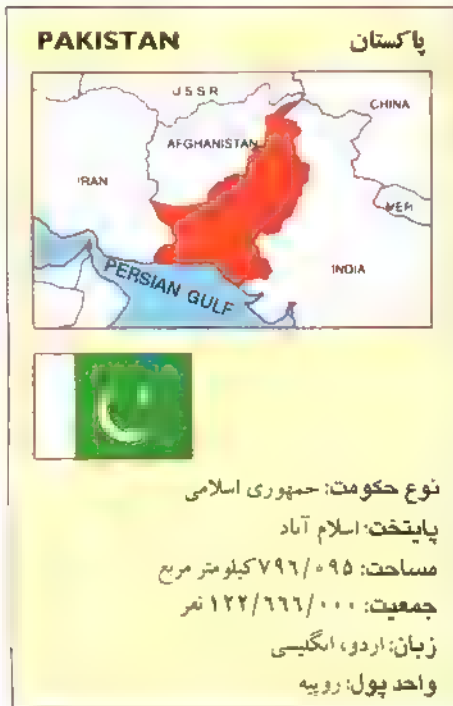 PAKISTAN پاکستان
USSR
CHINA
AFGHANISTAN
IRAN
NEP
INDIA
PERSIAN GULF
نوع حکومت: جمهوری اسلامی
پایتخت: اسلام آباد
مساحت: ۷۹۶/۰۹۵ کیلومتر مربع
جمعیت: ۱۲۲/۶۶۶/۰۰۰ نفر
زبان: اردو، انگلیسی
واحد پول: روپیه